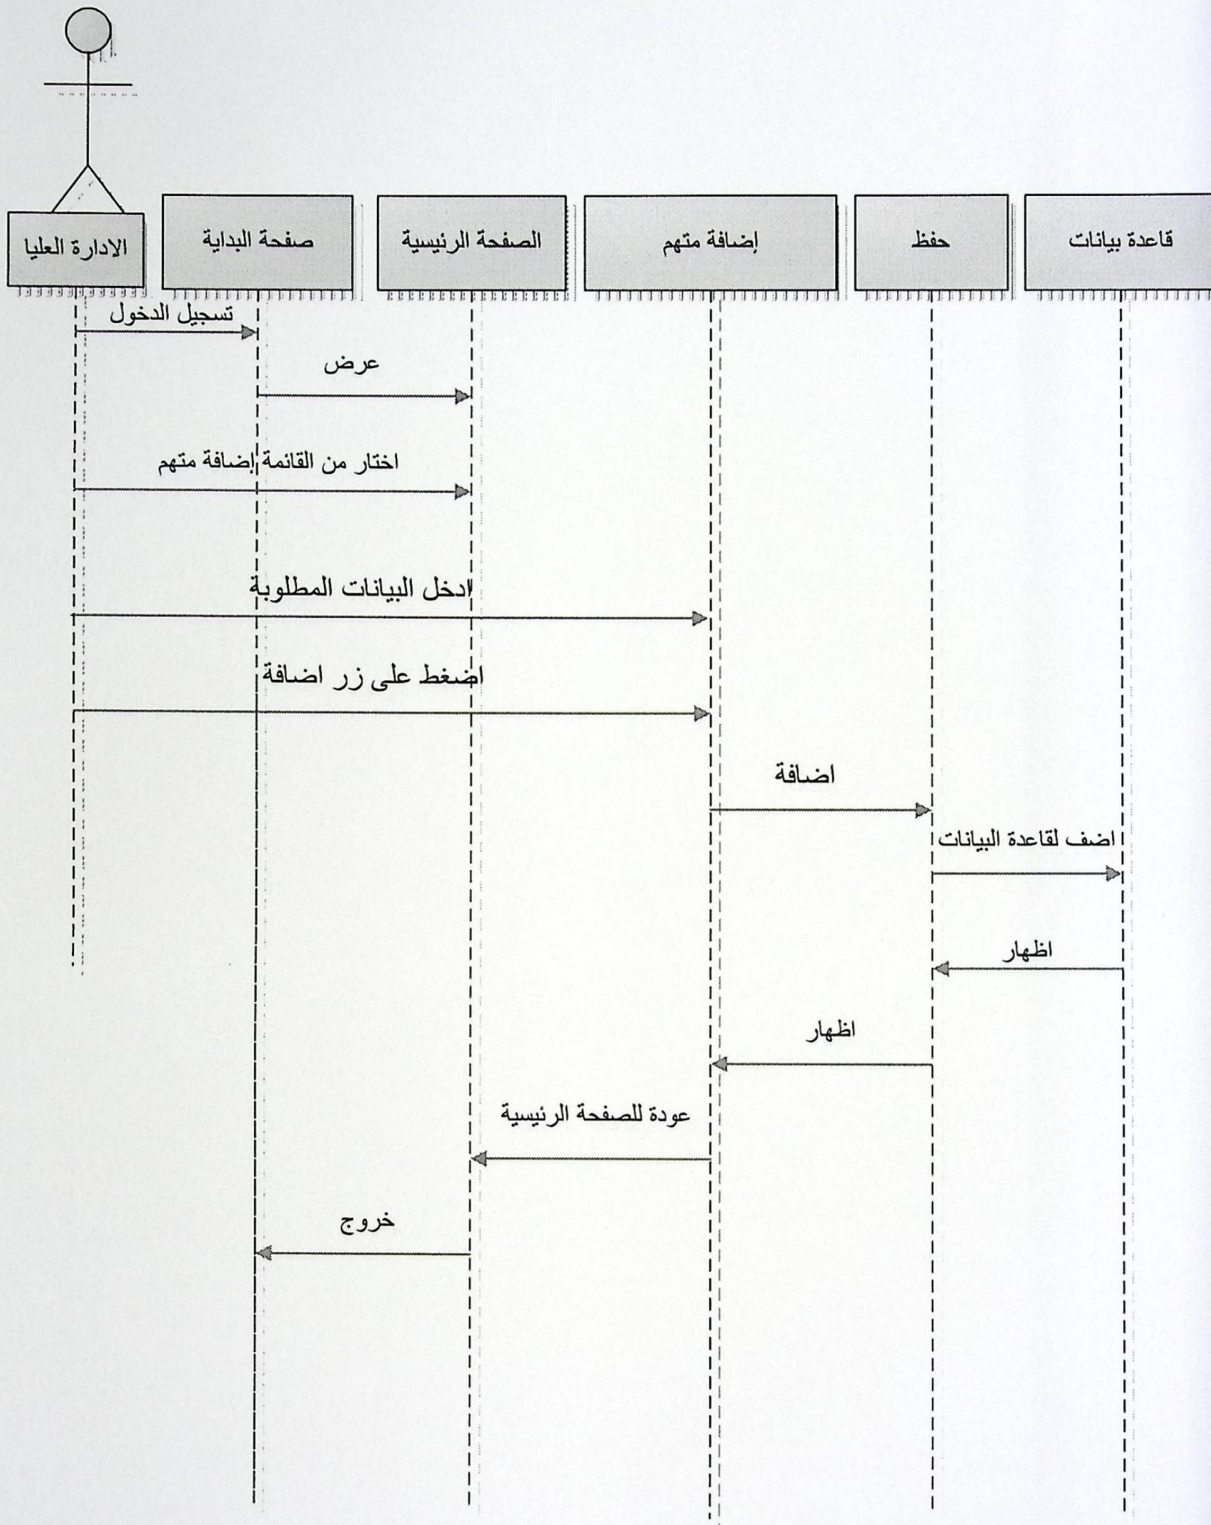 الادارة العليا
صفحة البداية
الصفحة الرئيسية
إضافة متهم
حفظ
قاعدة بيانات
تسجيل الدخول
عرض
اختار من القائمة إضافة متهم
ادخل البيانات المطلوبة
اضغط على زر اضافة
اضافة
اضف لقاعدة البيانات
اظهار
اظهار
عودة للصفحة الرئيسية
خروج